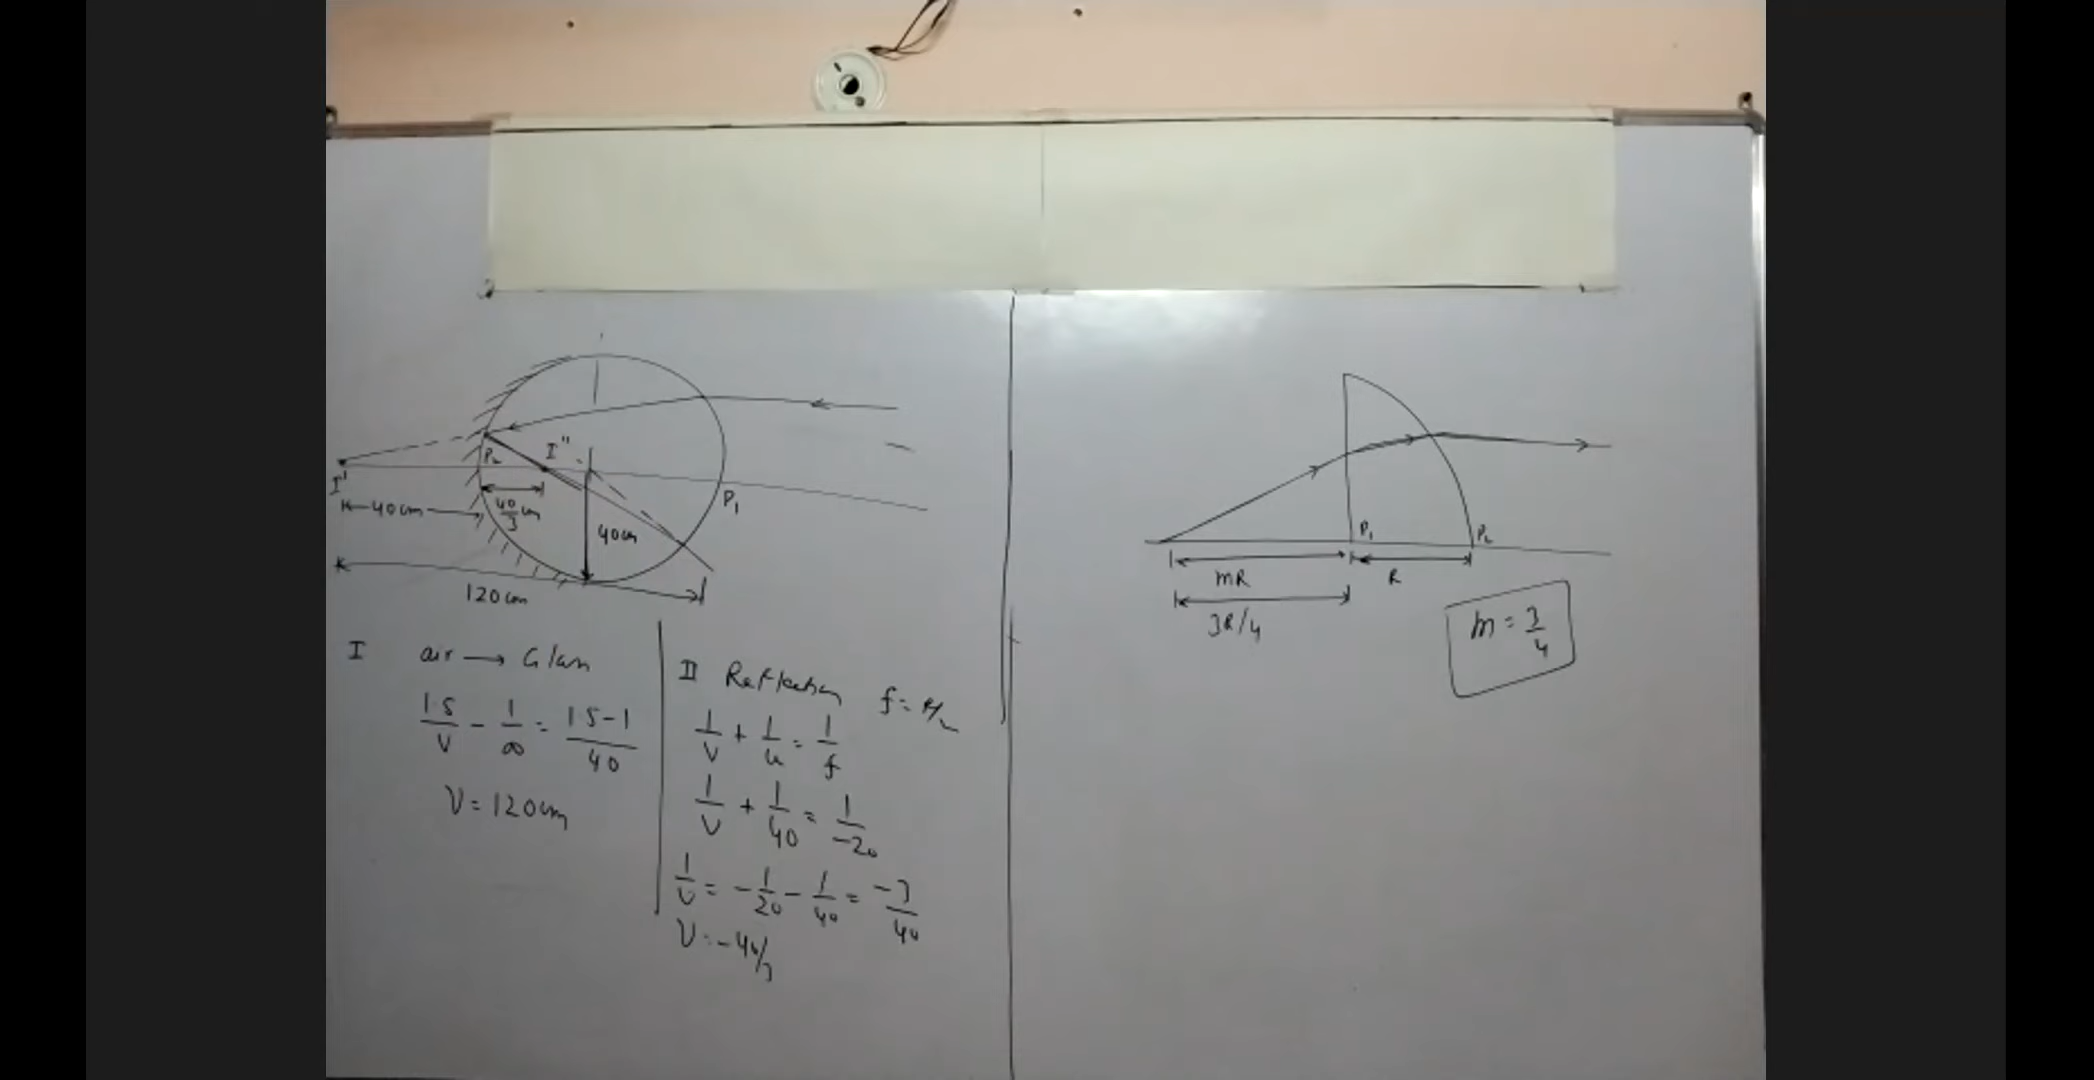 I"
I'
P₂
P₁
40cm
40/3 cm
40cm
120cm
I air → Glass
1.5/v - 1/∞ = 1.5-1/40
V = 120cm
II Reflection f = R/2
1/v + 1/u = 1/f
1/v + 1/40 = 1/-20
1/v = -1/20 - 1/40 = -3/40
V = -40/3
P₁
P₂
mR
R
3R/4
m = 3/4